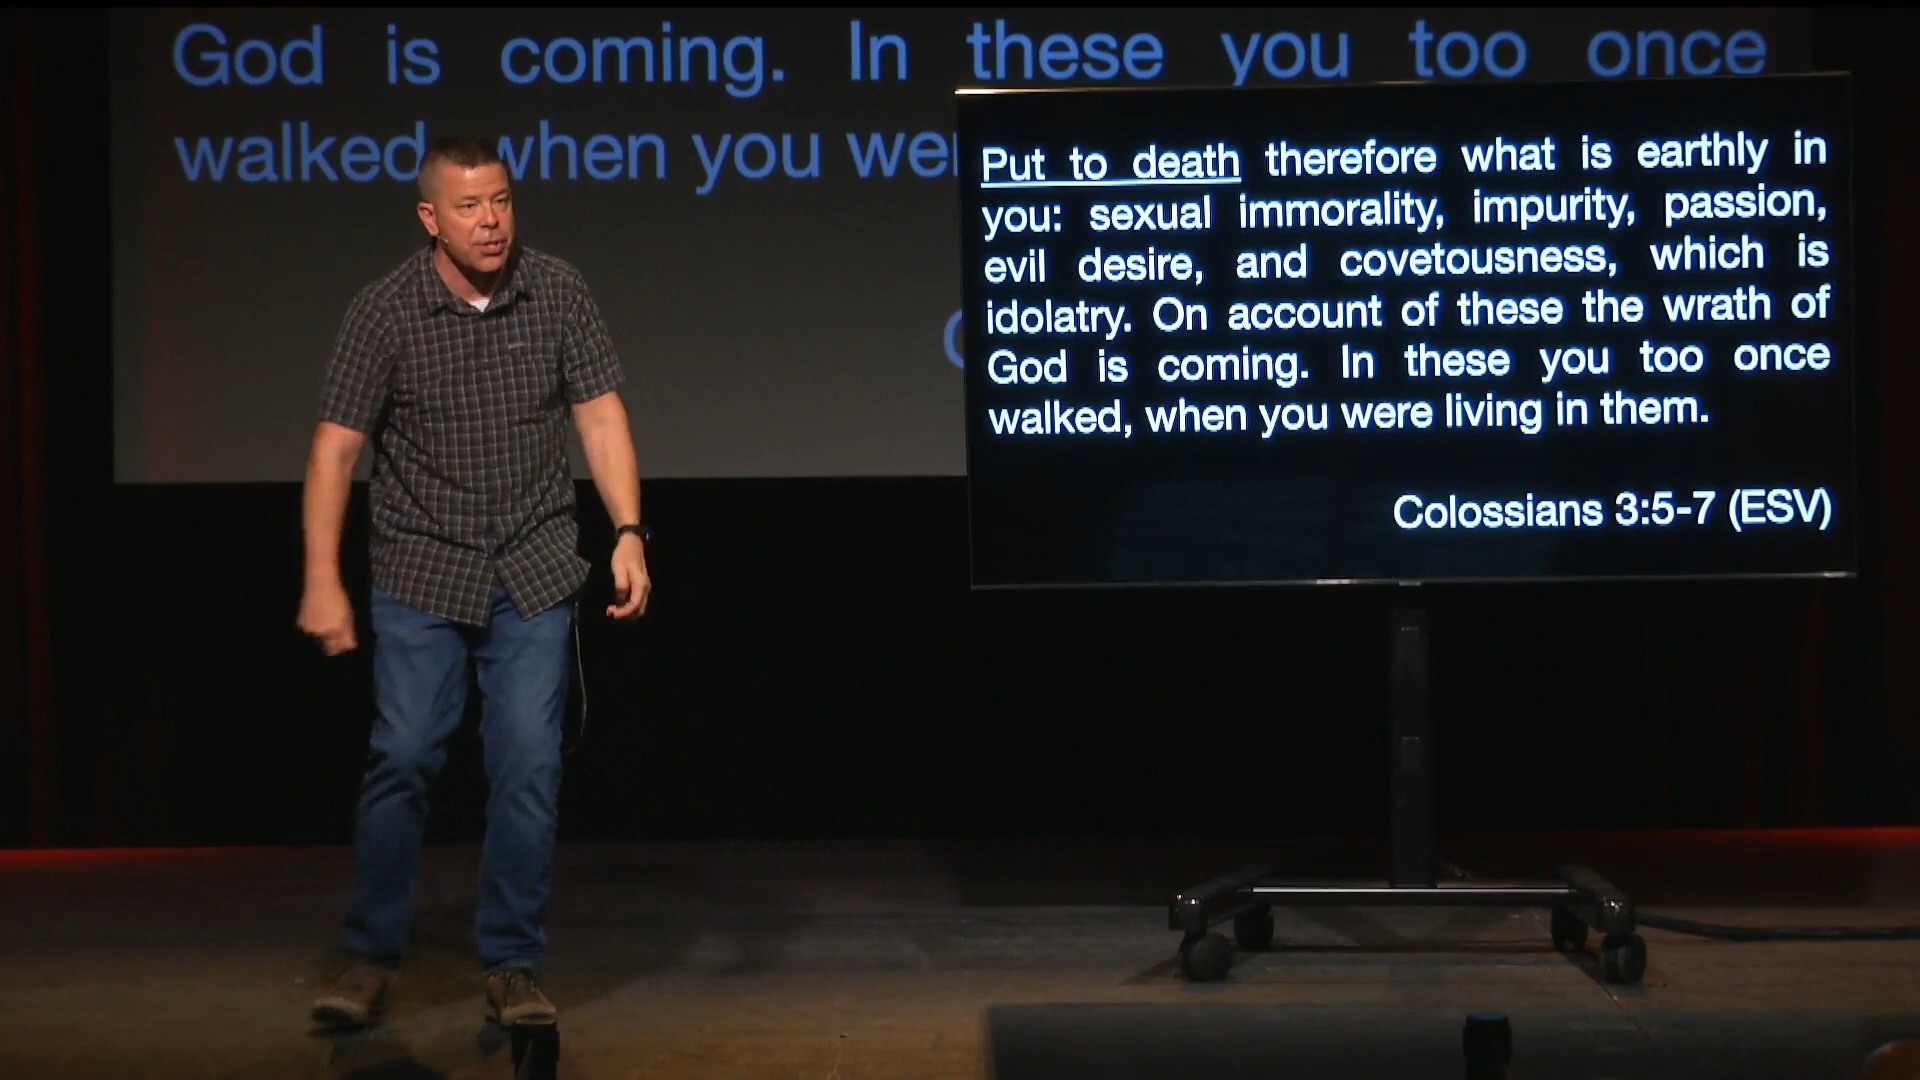 God is coming. In these you too once
walked, when you
Put to death therefore what is earthly in
you: sexual immorality, impurity, passion,
evil desire, and covetousness, which is
idolatry. On account of these the wrath of
God is coming. In these you too once
walked, when you were living in them.
Colossians 3:5-7 (ESV)